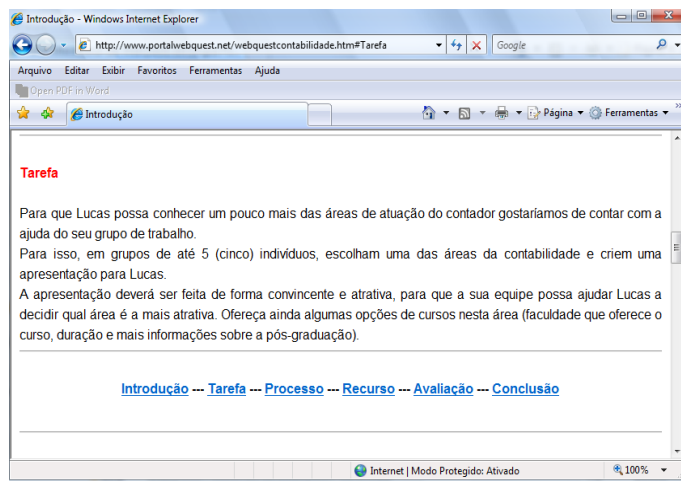 Introdução - Windows Internet Explorer
http://www.portalwebquest.net/webquestcontabilidade.htm#Tarefa
Google
Arquivo Editar Exibir Favoritos Ferramentas Ajuda
Open PDF in Word
Introdução
Página
Ferramentas
Tarefa
Para que Lucas possa conhecer um pouco mais das áreas de atuação do contador gostaríamos de contar com a
ajuda do seu grupo de trabalho.
Para isso, em grupos de até 5 (cinco) indivíduos, escolham uma das áreas da contabilidade e criem uma
apresentação para Lucas.
A apresentação deverá ser feita de forma convincente e atrativa, para que a sua equipe possa ajudar Lucas a
decidir qual área é a mais atrativa. Ofereça ainda algumas opções de cursos nesta área (faculdade que oferece o
curso, duração e mais informações sobre a pós-graduação).
Introdução --- Tarefa --- Processo --- Recurso --- Avaliação --- Conclusão
Internet | Modo Protegido: Ativado
100%